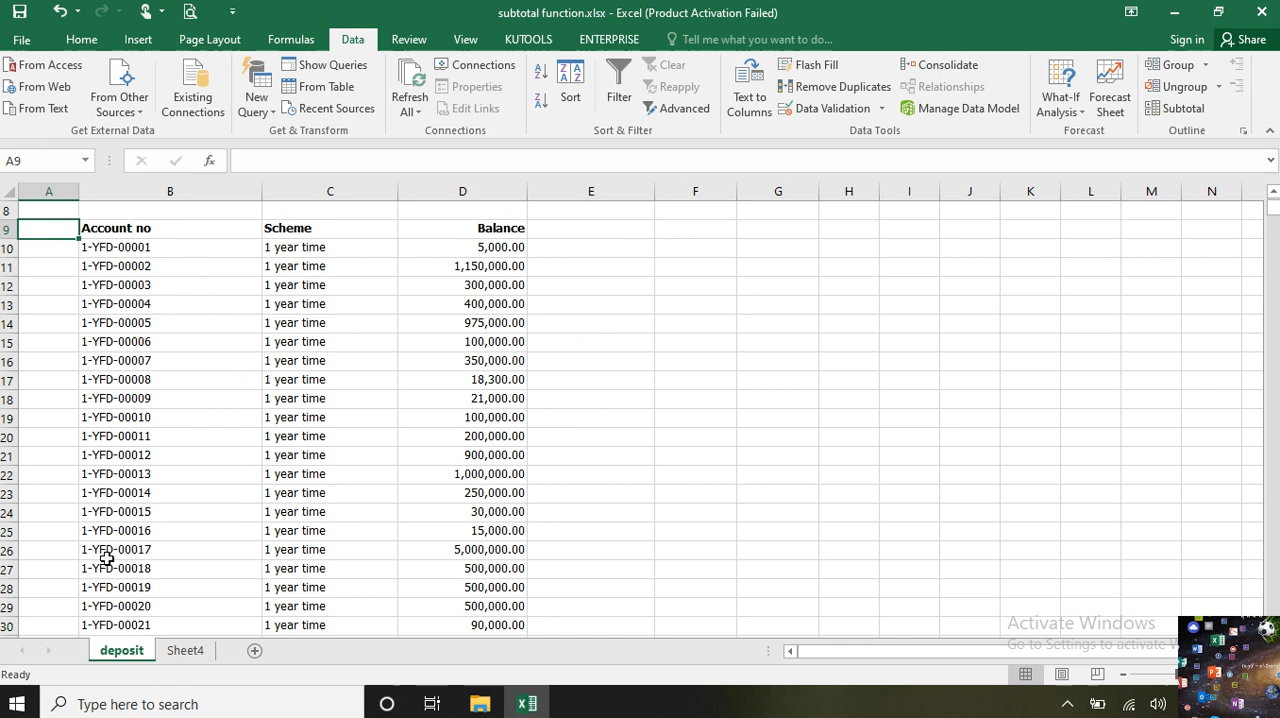 subtotal function.xlsx - Excel (Product Activation Failed)
File Home Insert Page Layout Formulas Data Review View KUTOOLS ENTERPRISE Tell me what you want to do... Sign in Share
From Access
From Web
From Text
From Other Sources
Existing Connections
Get External Data
New Query
Show Queries
From Table
Recent Sources
Get & Transform
Refresh All
Connections
Properties
Edit Links
Connections
Sort
Filter
Clear
Reapply
Advanced
Sort & Filter
Text to Columns
Flash Fill
Remove Duplicates
Data Validation
Consolidate
Relationships
Manage Data Model
Data Tools
What-If Analysis
Forecast Sheet
Forecast
Group
Ungroup
Subtotal
Outline
A9 fx
A B C D E F G H I J K L M N
8
9 Account no Scheme Balance
10 1-YFD-00001 1 year time 5,000.00
11 1-YFD-00002 1 year time 1,150,000.00
12 1-YFD-00003 1 year time 300,000.00
13 1-YFD-00004 1 year time 400,000.00
14 1-YFD-00005 1 year time 975,000.00
15 1-YFD-00006 1 year time 100,000.00
16 1-YFD-00007 1 year time 350,000.00
17 1-YFD-00008 1 year time 18,300.00
18 1-YFD-00009 1 year time 21,000.00
19 1-YFD-00010 1 year time 100,000.00
20 1-YFD-00011 1 year time 200,000.00
21 1-YFD-00012 1 year time 900,000.00
22 1-YFD-00013 1 year time 1,000,000.00
23 1-YFD-00014 1 year time 250,000.00
24 1-YFD-00015 1 year time 30,000.00
25 1-YFD-00016 1 year time 15,000.00
26 1-YFD-00017 1 year time 5,000,000.00
27 1-YFD-00018 1 year time 500,000.00
28 1-YFD-00019 1 year time 500,000.00
29 1-YFD-00020 1 year time 500,000.00
30 1-YFD-00021 1 year time 90,000.00
Activate Windows
Go to Settings to activate W
deposit Sheet4
Ready
Type here to search